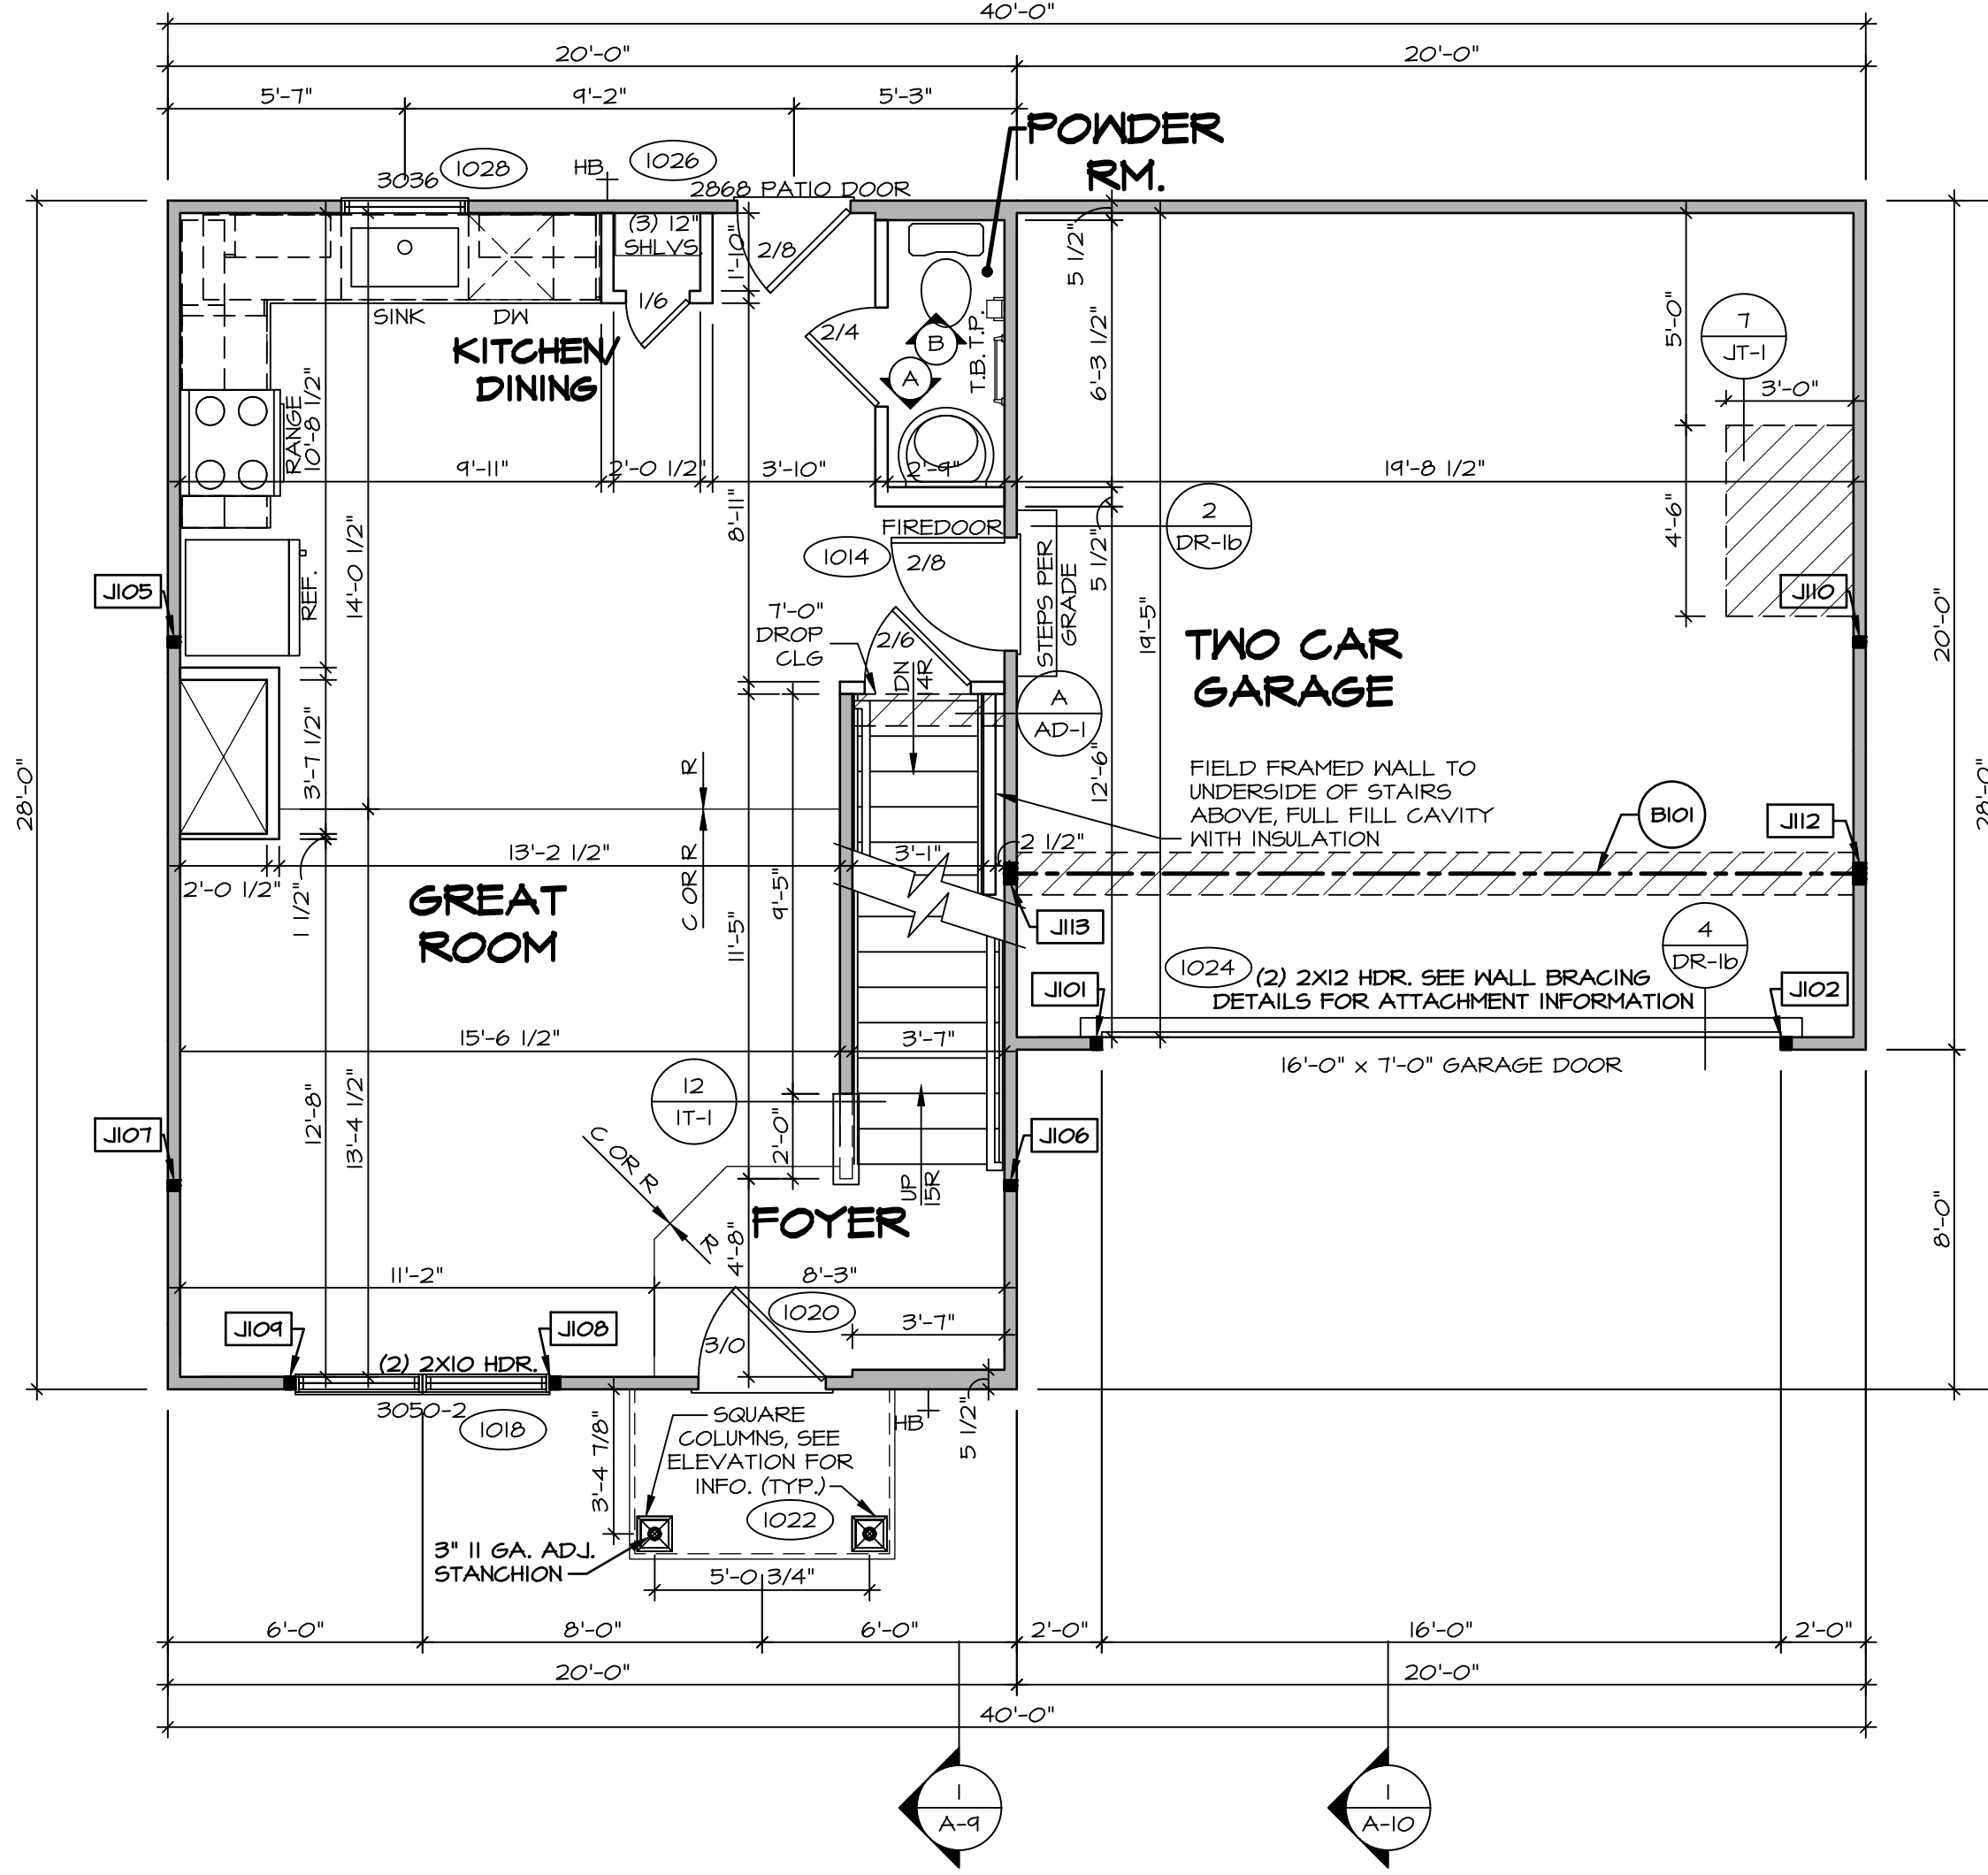 40'-0"
20'-0"
20'-0"
5'-7"
9'-2"
5'-3"
POWDER
RM.
3036
1028
HB
1026
2868 PATIO DOOR
(3) 12"
SHLVS.
1'-10"
2/8
5 1/2"
1/6
2/4
SINK
DW
KITCHEN/
DINING
B
A
T.B. T.P.
6'-3 1/2"
5'-0"
7
JT-1
3'-0"
RANGE
10'-8 1/2"
9'-11"
2'-0 1/2"
3'-10"
2'-9"
19'-8 1/2"
14'-0 1/2"
8'-11"
FIREDOOR
1014
2/8
2
DR-1b
5 1/2"
4'-6"
STEPS PER
GRADE
J105
REF.
7'-0"
DROP
CLG
2/6
DN
4R
19'-5"
TWO CAR
GARAGE
J110
20'-0"
A
AD-1
3'-7 1/2"
R
C OR R
12'-6"
FIELD FRAMED WALL TO
UNDERSIDE OF STAIRS
ABOVE, FULL FILL CAVITY
WITH INSULATION
B101
J112
28'-0"
28'-0"
13'-2 1/2"
3'-1"
2 1/2"
2'-0 1/2"
1 1/2"
9'-5"
11'-5"
GREAT
ROOM
J113
4
DR-1b
J101
1024
(2) 2X12 HDR. SEE WALL BRACING
DETAILS FOR ATTACHMENT INFORMATION
J102
15'-6 1/2"
3'-7"
16'-0" x 7'-0" GARAGE DOOR
12
1T-1
12'-8"
13'-4 1/2"
J107
2'-0"
J106
C OR R
R
UP
15R
FOYER
4'-8"
8'-0"
11'-2"
8'-3"
1020
3'-7"
J109
J108
3/0
(2) 2X10 HDR.
3050-2
1018
3'-4 7/8"
SQUARE
COLUMNS, SEE
ELEVATION FOR
INFO. (TYP.)
HB
5 1/2"
1022
3" 11 GA. ADJ.
STANCHION
5'-0 3/4"
6'-0"
8'-0"
6'-0"
2'-0"
16'-0"
2'-0"
20'-0"
20'-0"
40'-0"
1
A-9
1
A-10